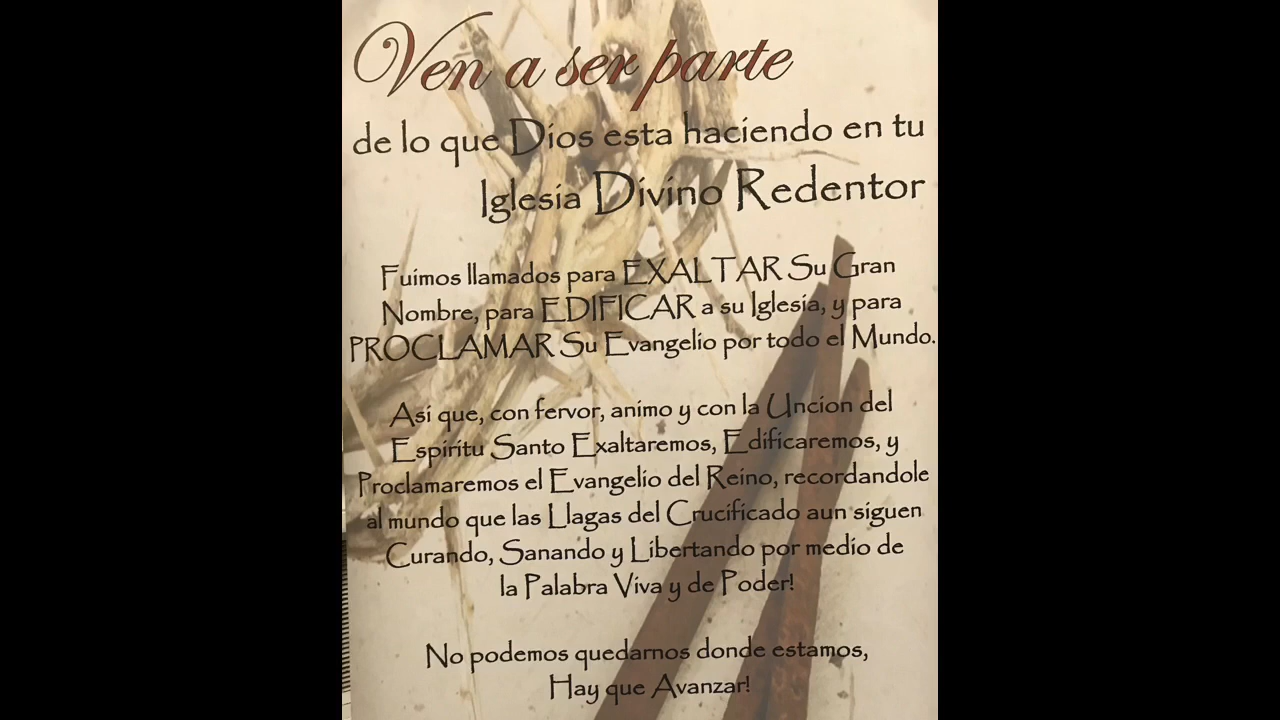 Ven a ser parte
de lo que Dios esta haciendo en tu
Iglesia Divino Redentor
Fuimos llamados para EXALTAR Su Gran
Nombre, para EDIFICAR a su Iglesia, y para
PROCLAMAR Su Evangelio por todo el Mundo.
Así que, con fervor, animo y con la Uncion del
Espiritu Santo Exaltaremos, Edificaremos, y
Proclamaremos el Evangelio del Reino, recordandole
al mundo que las Llagas del Crucificado aun siguen
Curando, Sanando y Libertando por medio de
la Palabra Viva y de Poder!
No podemos quedarnos donde estamos,
Hay que Avanzar!